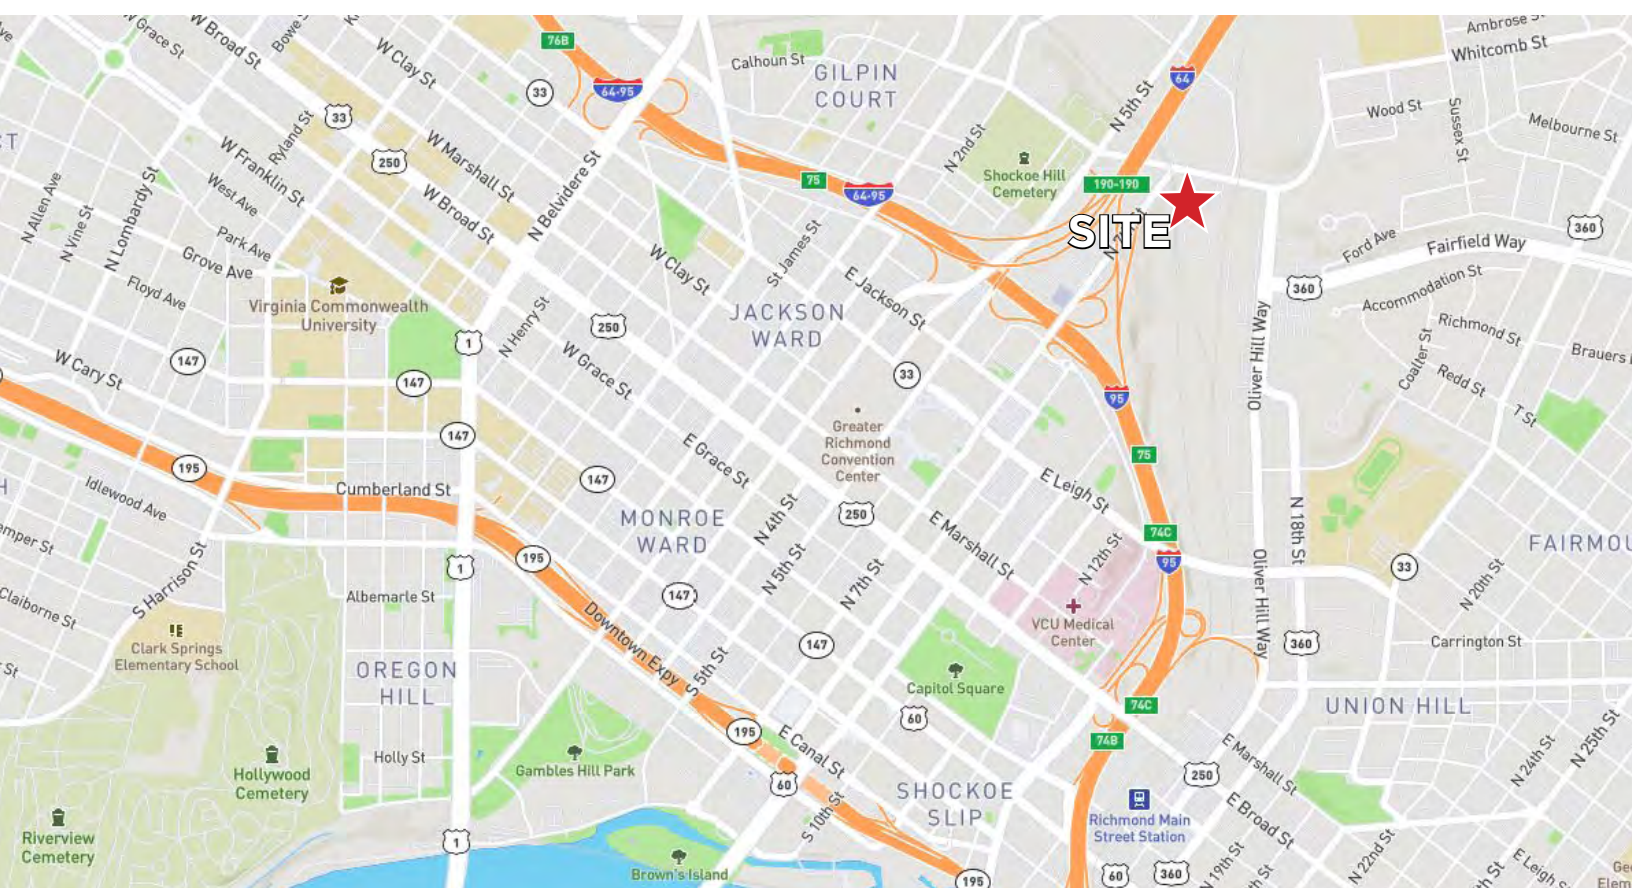 W Grace St
W Broad St
W Clay St
76B
33
64-95
Calhoun St
GILPIN
COURT
64
N 5th St
Whitcomb St
Wood St
Sussex St
Melbourne St
33
Ryland St
250
W Marshall St
W Franklin St
West Ave
W Broad St
N Belvidere St
N 2nd St
Shockoe Hill
Cemetery
75
64-95
190-190
SITE
360
Ford Ave
Fairfield Way
N Allen Ave
N Vine St
N Lombardy St
Park Ave
Grove Ave
Floyd Ave
Virginia Commonwealth
University
W Clay St
St James St
E Jackson St
JACKSON
WARD
360
Accommodation St
Richmond St
Coalter St
Redd St
T St
Oliver Hill Way
N Henry St
250
1
W Grace St
147
W Cary St
147
33
95
147
Greater
Richmond
Convention
Center
E Grace St
75
195
Cumberland St
Idlewood Ave
147
MONROE
WARD
N 4th St
250
E Leigh St
E Marshall St
74C
N 18th St
95
N 12th St
195
1
N 5th St
N 7th St
Oliver Hill Way
33
N 20th St
S Harrison St
Albemarle St
147
Claiborne St
Clark Springs
Elementary School
Downtown Expy
147
VCU Medical
Center
360
Carrington St
OREGON
HILL
S 5th St
Capitol Square
60
74C
UNION HILL
195
E Canal St
74B
E Marshall St
N 24th St
N 25th St
Holly St
Gambles Hill Park
60
250
Hollywood
Cemetery
SHOCKOE
SLIP
E Broad St
Richmond Main
Street Station
Riverview
Cemetery
1
S 10th St
Brown's Island
195
60
360
N 19th St
N 22nd St